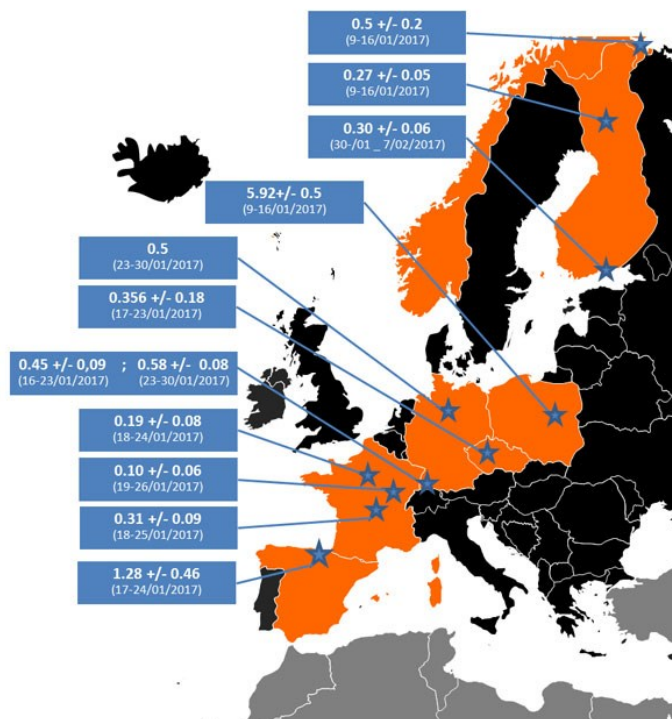 0.5 +/- 0.2
(9-16/01/2017)
0.27 +/- 0.05
(9-16/01/2017)
0.30 +/- 0.06
(30-/01 _ 7/02/2017)
5.92+/- 0.5
(9-16/01/2017)
0.5
(23-30/01/2017)
0.356 +/- 0.18
(17-23/01/2017)
0.45 +/- 0,09 ; 0.58 +/- 0.08
(16-23/01/2017) (23-30/01/2017)
0.19 +/- 0.08
(18-24/01/2017)
0.10 +/- 0.06
(19-26/01/2017)
0.31 +/- 0.09
(18-25/01/2017)
1.28 +/- 0.46
(17-24/01/2017)